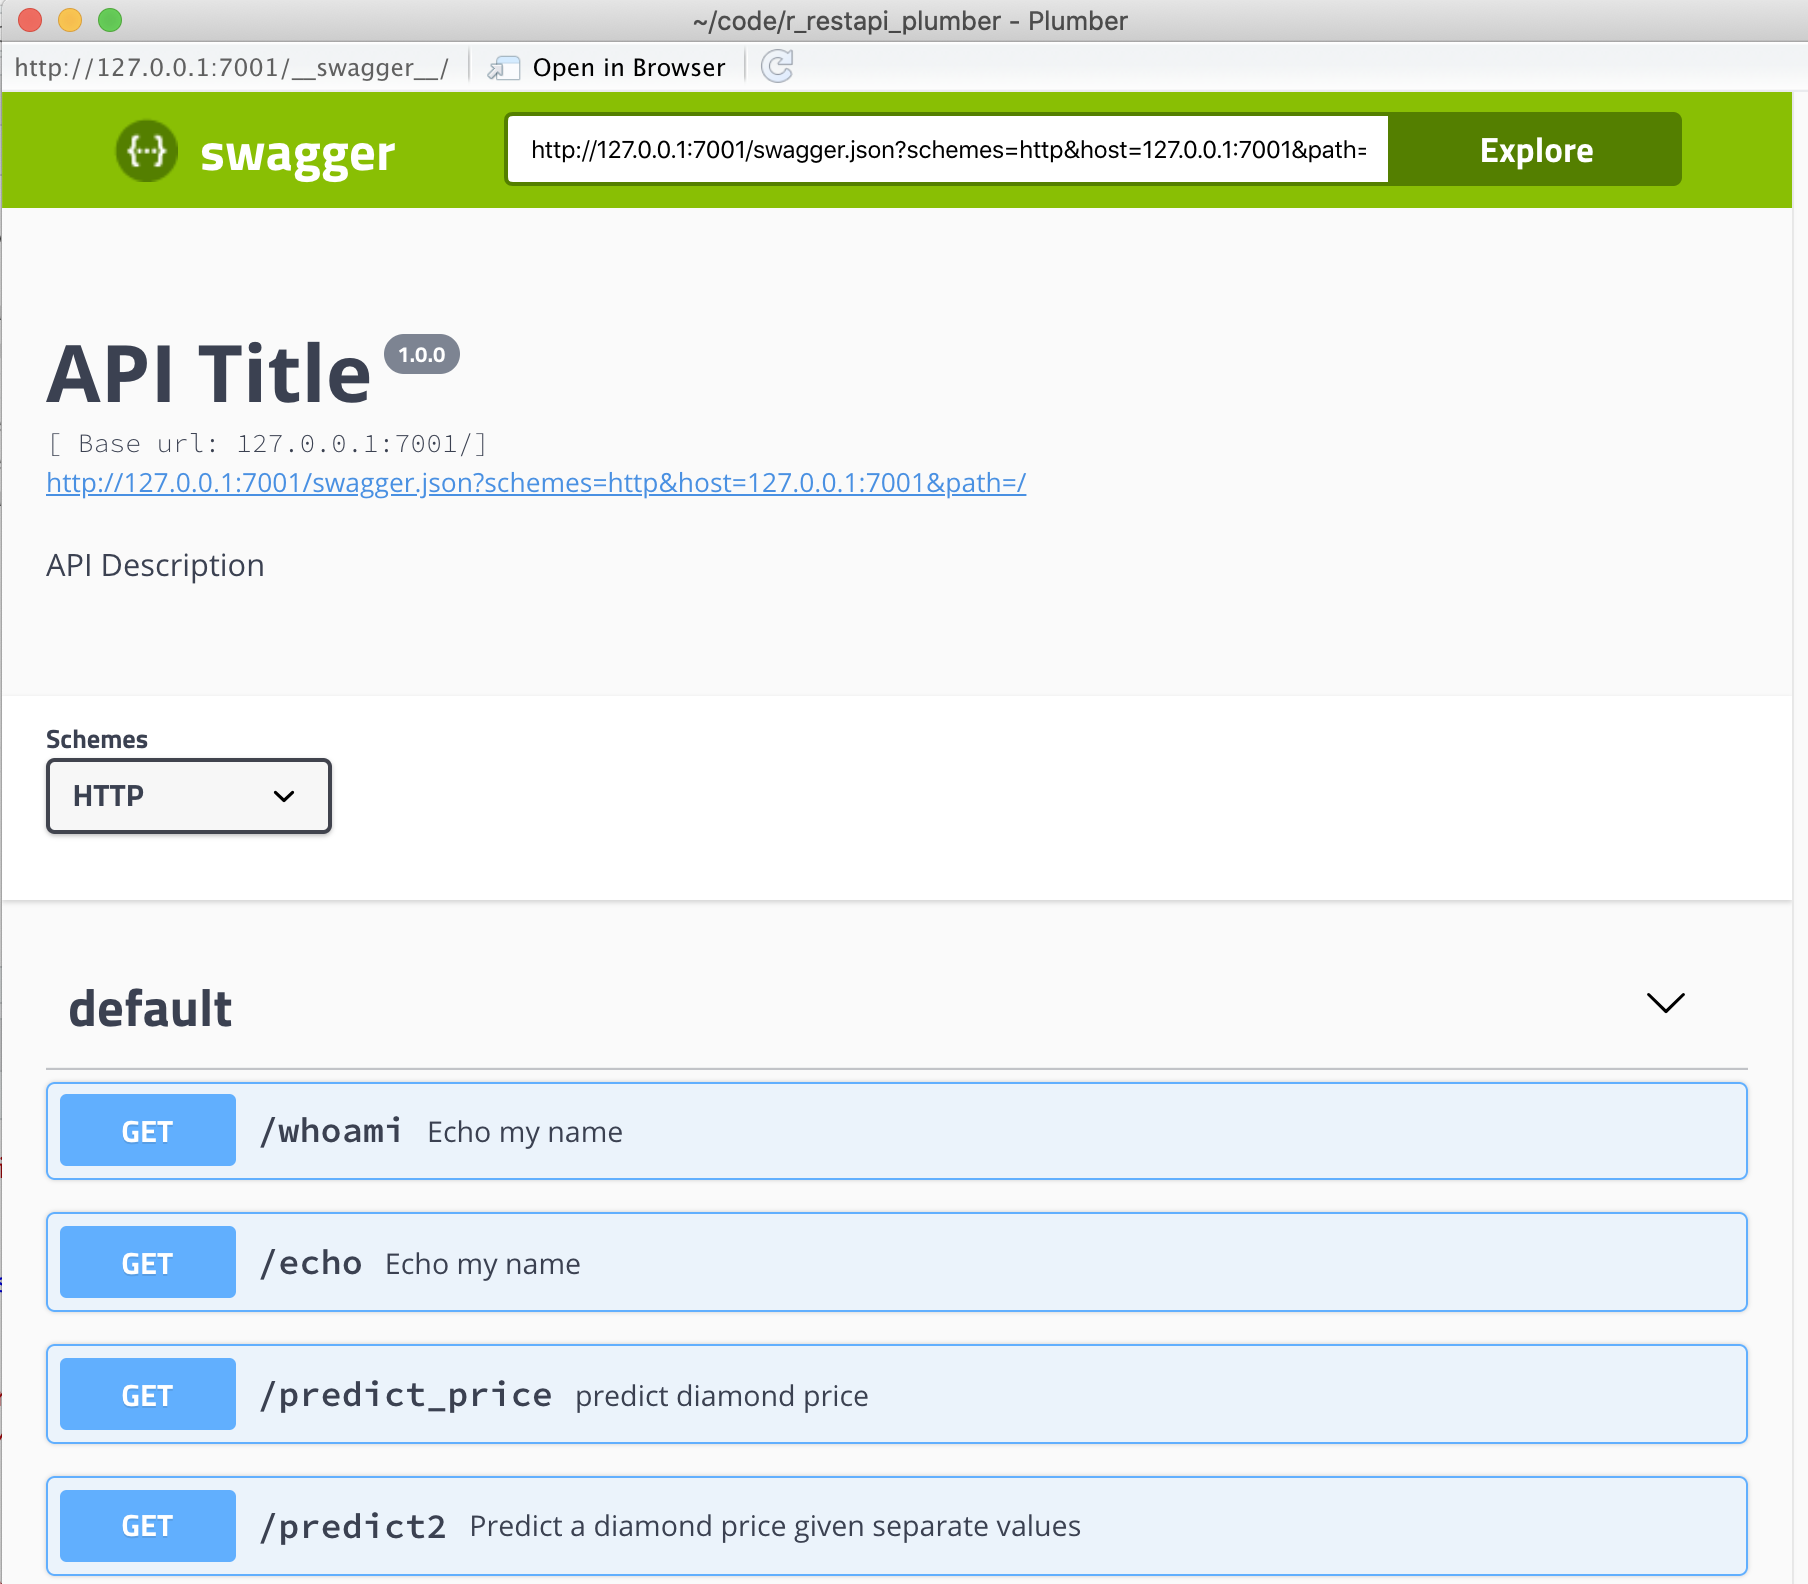 ~/code/r_restapi_plumber - Plumber
http://127.0.0.1:7001/__swagger__/ Open in Browser
{···} swagger http://127.0.0.1:7001/swagger.json?schemes=http&host=127.0.0.1:7001&path= Explore
API Title 1.0.0
[ Base url: 127.0.0.1:7001/]
http://127.0.0.1:7001/swagger.json?schemes=http&host=127.0.0.1:7001&path=/
API Description
Schemes
HTTP
default
GET /whoami Echo my name
GET /echo Echo my name
GET /predict_price predict diamond price
GET /predict2 Predict a diamond price given separate values